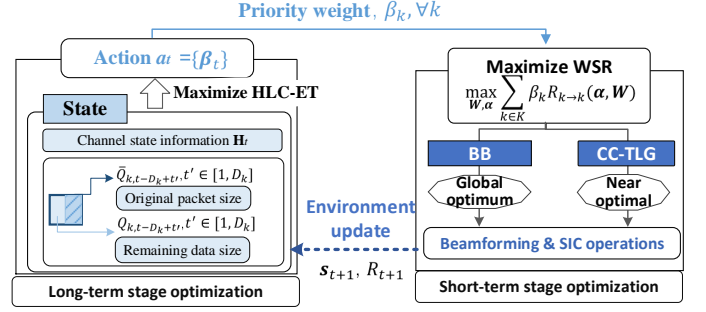 Priority weight, β_k, ∀k
Action a_t ={𝜷_t}
Maximize HLC-ET
State
Channel state information H_t
Q̄_{k,t−D_k+t′}, t′ ∈ [1, D_k]
Original packet size
Q_{k,t−D_k+t′}, t′ ∈ [1, D_k]
Remaining data size
Long-term stage optimization
Environment
update
s_{t+1}, R_{t+1}
Maximize WSR
max_{W,α} ∑_{k∈K} β_k R_{k→k}(α, W)
BB
CC-TLG
Global
optimum
Near
optimal
Beamforming & SIC operations
Short-term stage optimization